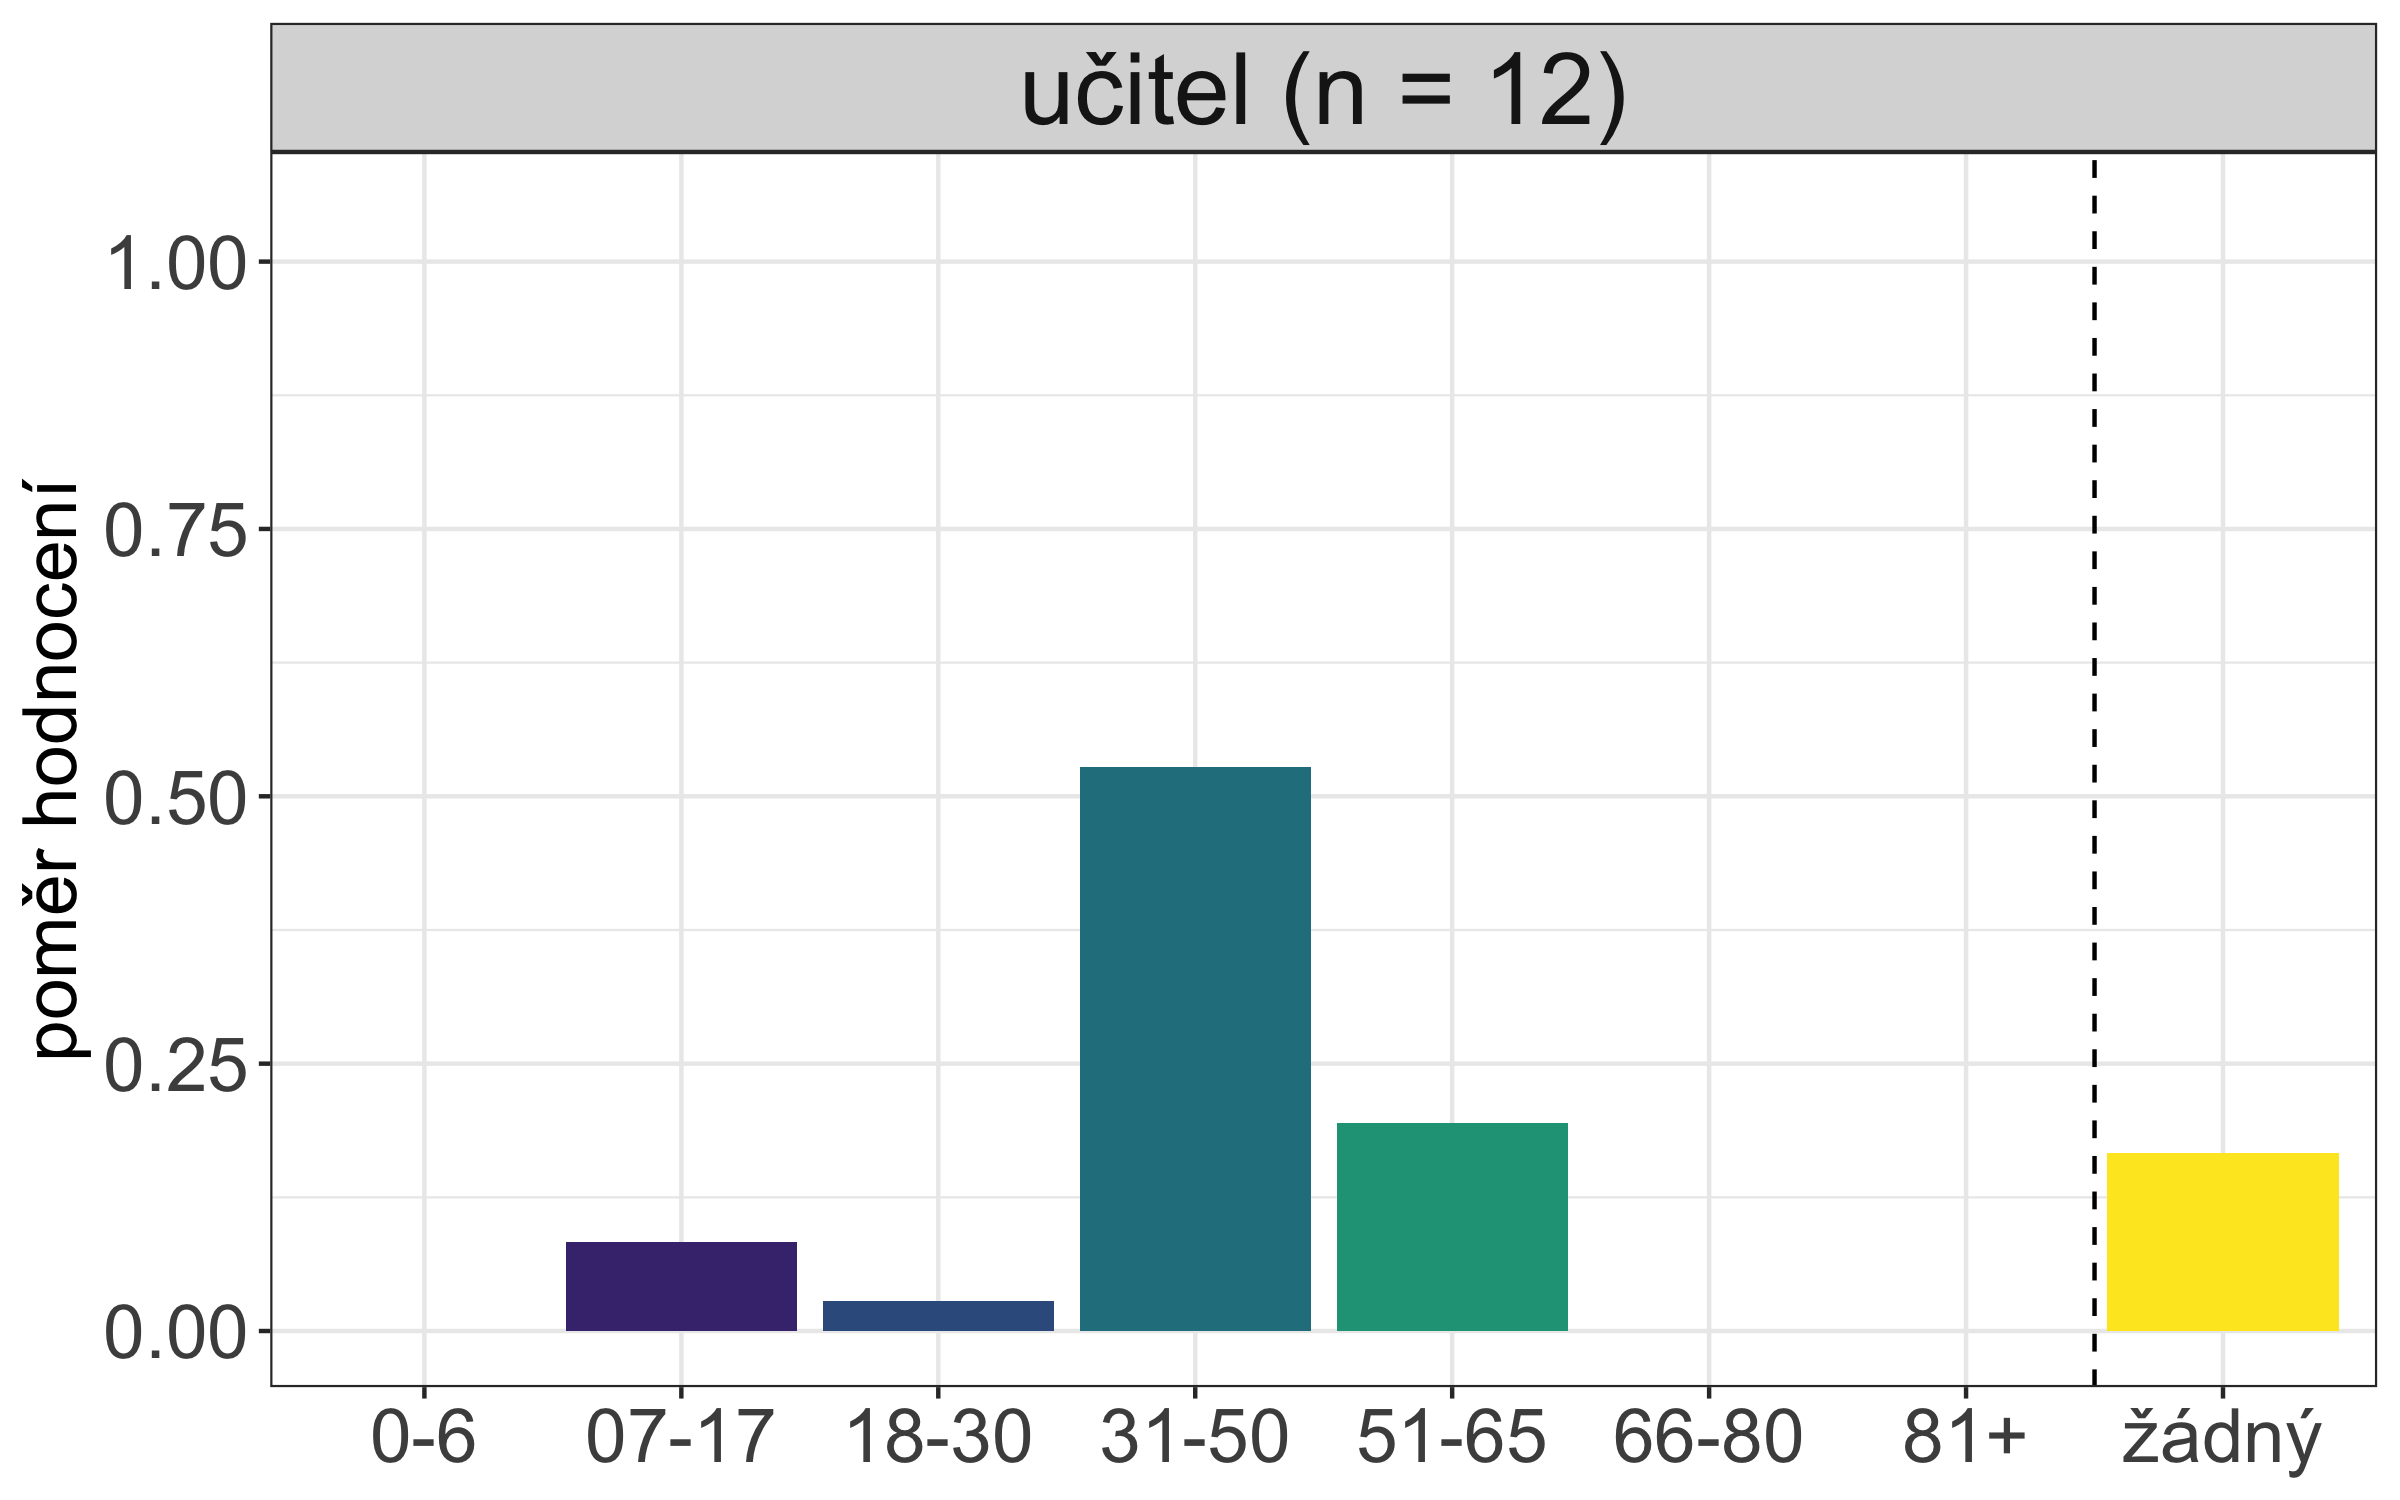 učitel (n = 12)
poměr hodnocení
1.00
0.75
0.50
0.25
0.00
0-6 07-17 18-30 31-50 51-65 66-80 81+ žádný